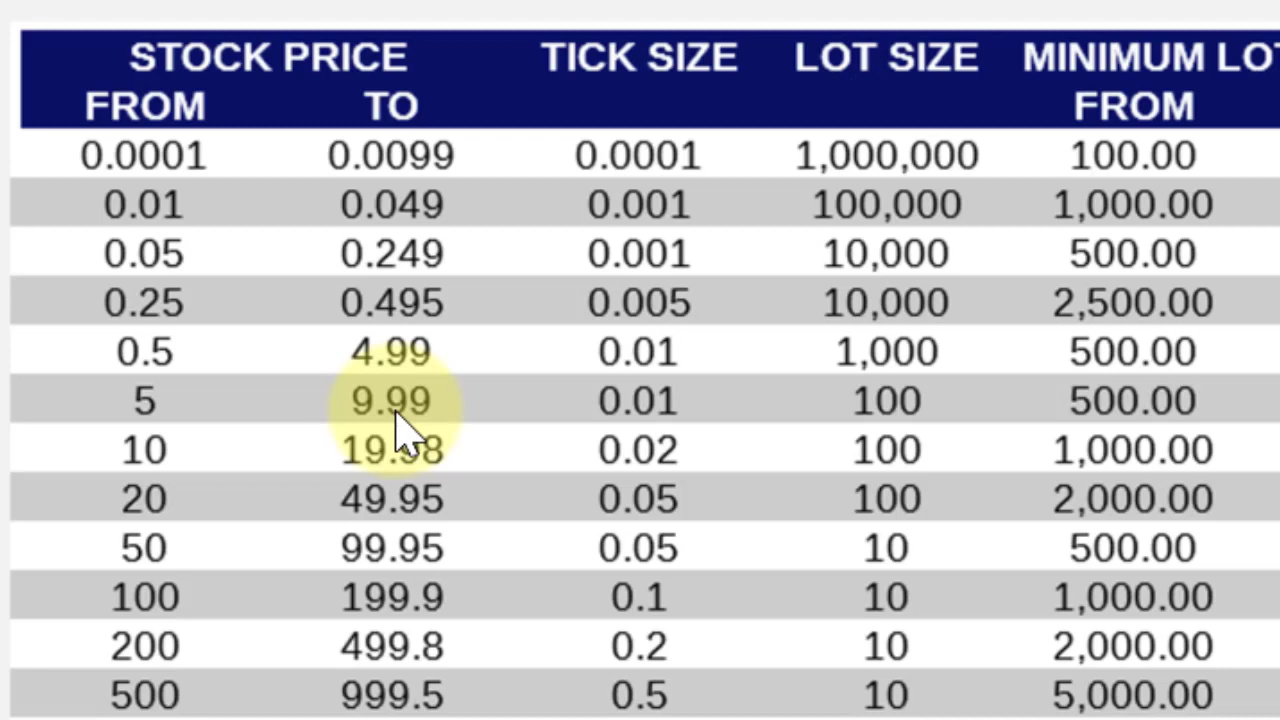 STOCK PRICE TICK SIZE LOT SIZE MINIMUM LO
FROM TO FROM
0.0001 0.0099 0.0001 1,000,000 100.00
0.01 0.049 0.001 100,000 1,000.00
0.05 0.249 0.001 10,000 500.00
0.25 0.495 0.005 10,000 2,500.00
0.5 4.99 0.01 1,000 500.00
5 9.99 0.01 100 500.00
10 19.98 0.02 100 1,000.00
20 49.95 0.05 100 2,000.00
50 99.95 0.05 10 500.00
100 199.9 0.1 10 1,000.00
200 499.8 0.2 10 2,000.00
500 999.5 0.5 10 5,000.00